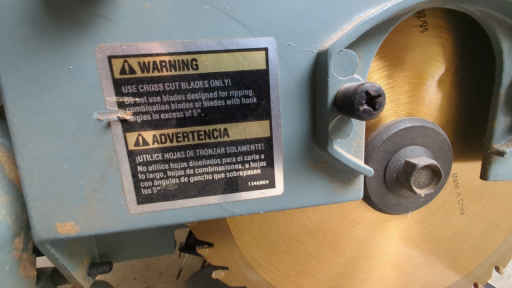 WARNING
USE CROSS CUT BLADES ONLY!
Do not use blades designed for ripping,
combination blades or blades with hook
angles in excess of 5°.
ADVERTENCIA
¡UTILICE HOJAS DE TRONZAR SOLAMENTE!
No utilice hojas diseñadas para el corte a
lo largo, hojas de combinaciones, u hojas
con ángulos de gancho que sobrepasen
los 5°